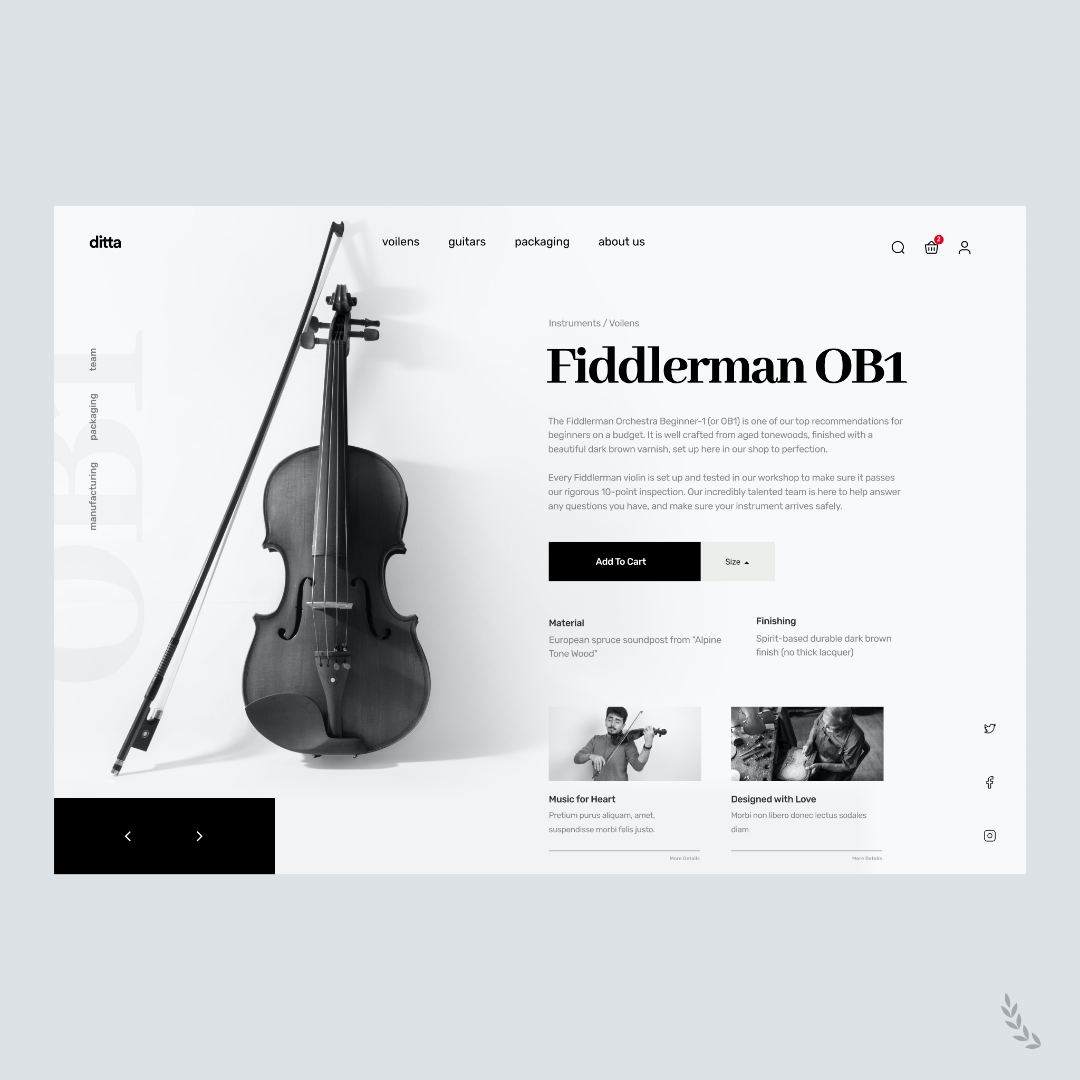 ditta
voilens guitars packaging about us
2
team
packaging
manufacturing
OB1
Instruments / Voilens
Fiddlerman OB1
The Fiddlerman Orchestra Beginner-1 (or OB1) is one of our top recommendations for
beginners on a budget. It is well crafted from aged tonewoods, finished with a
beautiful dark brown varnish, set up here in our shop to perfection.
Every Fiddlerman violin is set up and tested in our workshop to make sure it passes
our rigorous 10-point inspection. Our incredibly talented team is here to help answer
any questions you have, and make sure your instrument arrives safely.
Add To Cart
Size
Material
European spruce soundpost from "Alpine
Tone Wood"
Finishing
Spirit-based durable dark brown
finish (no thick lacquer)
Music for Heart
Pretium purus aliquam, amet,
suspendisse morbi felis justo.
More Details
Designed with Love
Morbi non libero donec lectus sodales
diam
More Details